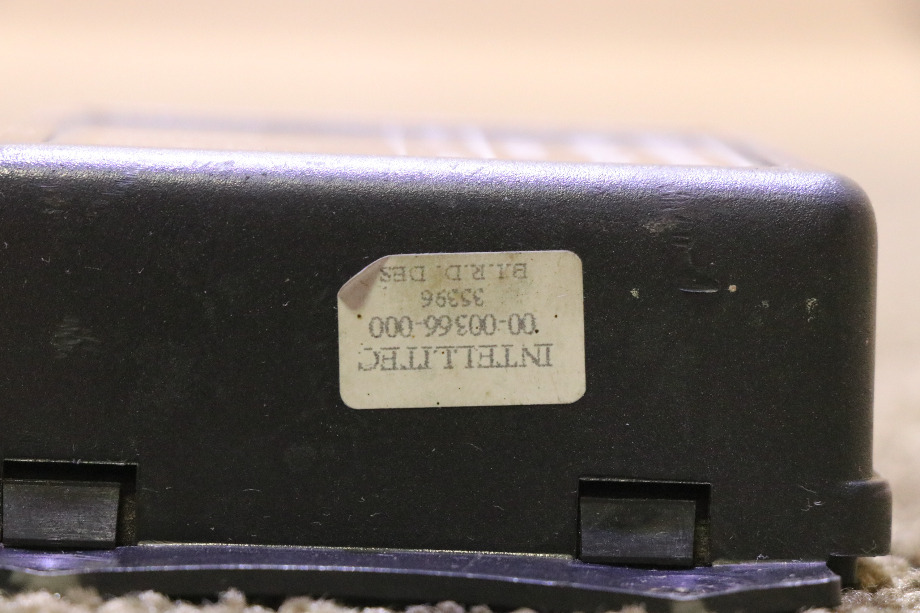 INTELLITEC
00-00366-000
35396
B.I.R.D. DES